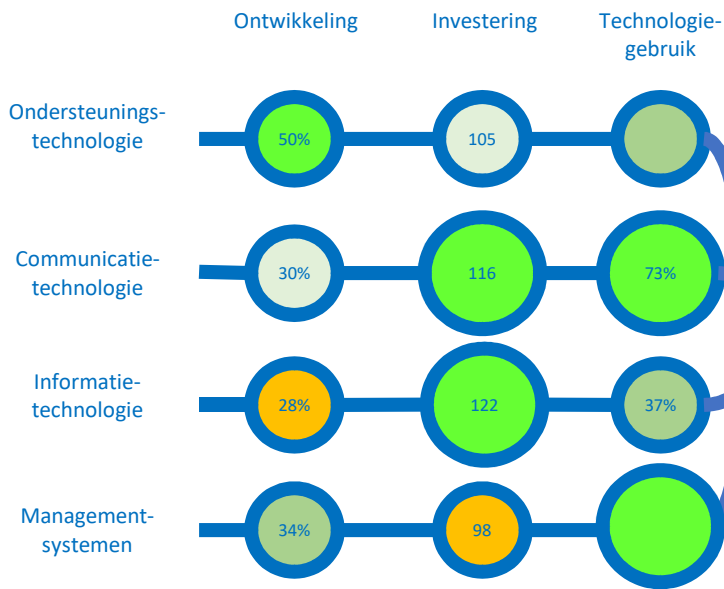 Ontwikkeling
Investering
Technologie-
gebruik
Ondersteunings-
technologie
50%
105
Communicatie-
technologie
30%
116
73%
Informatie-
technologie
28%
122
37%
Management-
systemen
34%
98